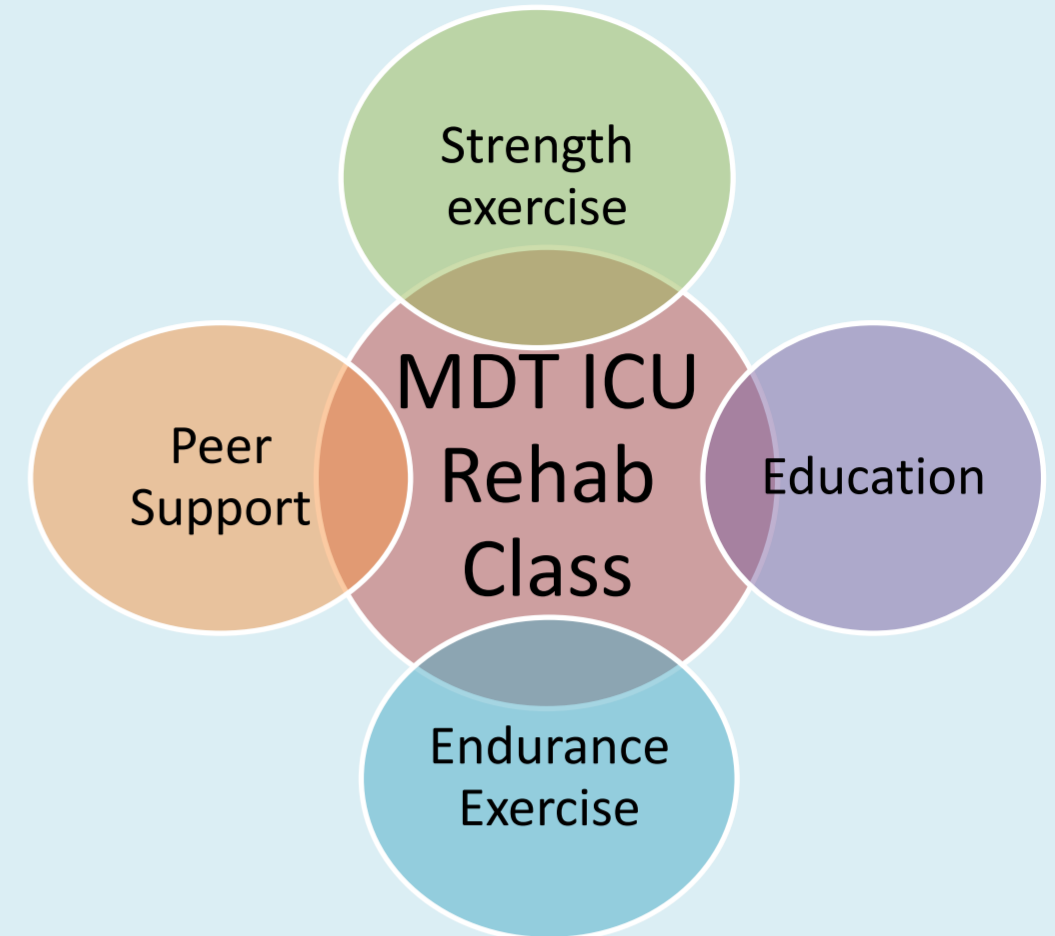 Strength
exercise
MDT ICU
Rehab
Class
Peer
Support
Education
Endurance
Exercise